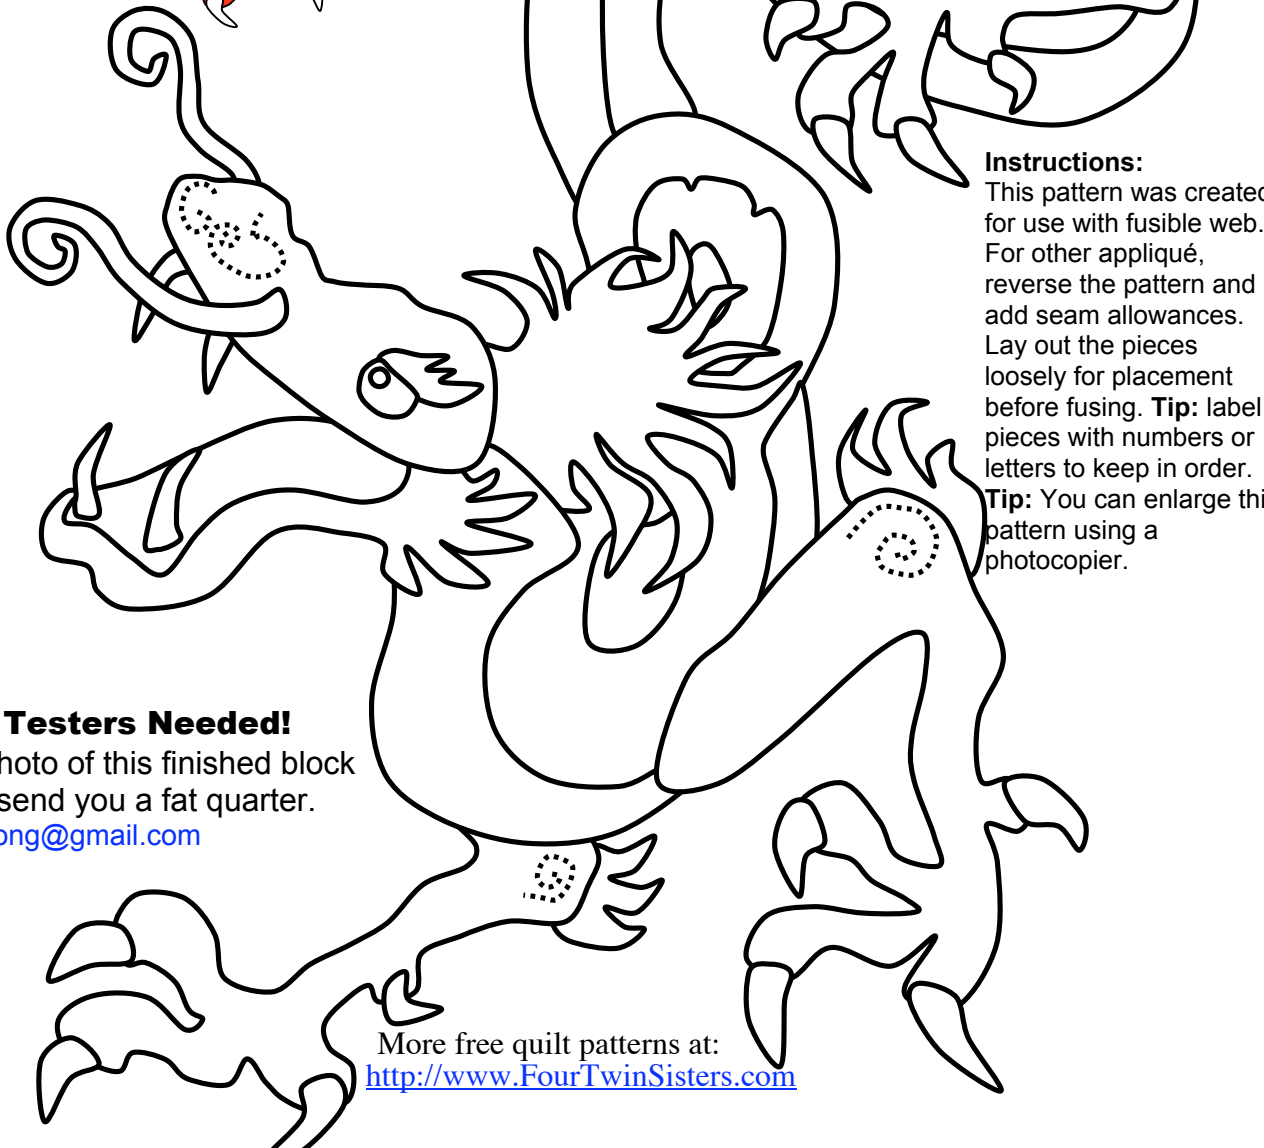 Instructions:
This pattern was created
for use with fusible web.
For other appliqué,
reverse the pattern and
add seam allowances.
Lay out the pieces
loosely for placement
before fusing. Tip: label
pieces with numbers or
letters to keep in order.
Tip: You can enlarge thi
pattern using a
photocopier.
Testers Needed!
hoto of this finished block
send you a fat quarter.
ong@gmail.com
More free quilt patterns at:
http://www.FourTwinSisters.com